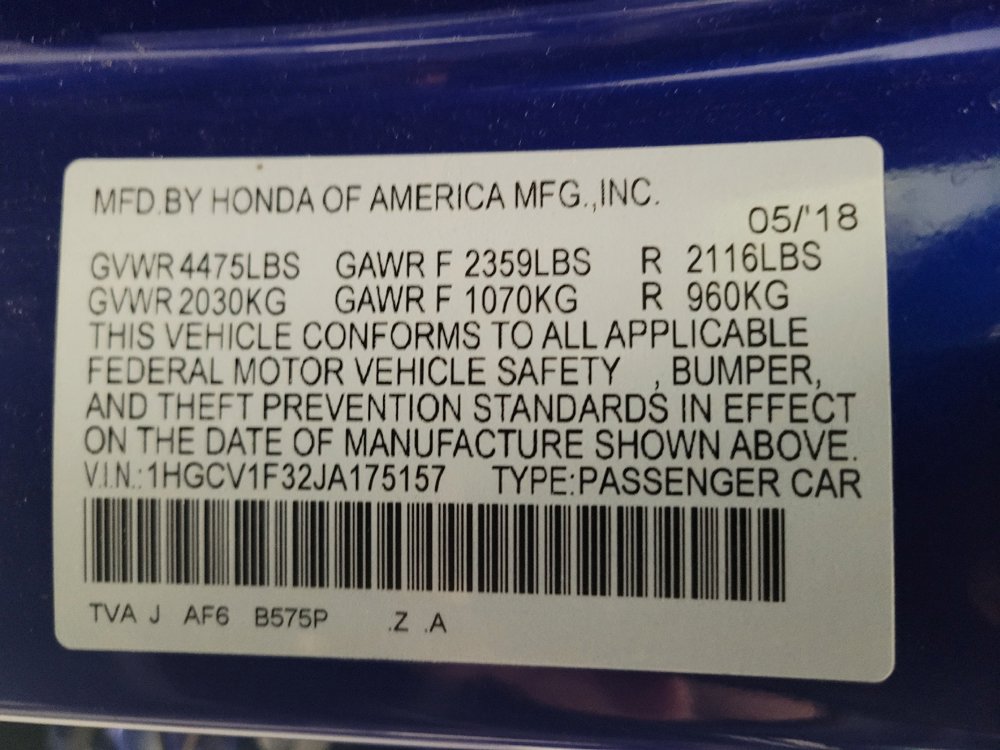 MFD.BY HONDA OF AMERICA MFG.,INC.
05/'18
GVWR 4475LBS GAWR F 2359LBS R 2116LBS
GVWR 2030KG GAWR F 1070KG R 960KG
THIS VEHICLE CONFORMS TO ALL APPLICABLE
FEDERAL MOTOR VEHICLE SAFETY , BUMPER,
AND THEFT PREVENTION STANDARDS IN EFFECT
ON THE DATE OF MANUFACTURE SHOWN ABOVE.
V.I.N.:1HGCV1F32JA175157 TYPE:PASSENGER CAR
TVA J AF6 B575P .Z .A